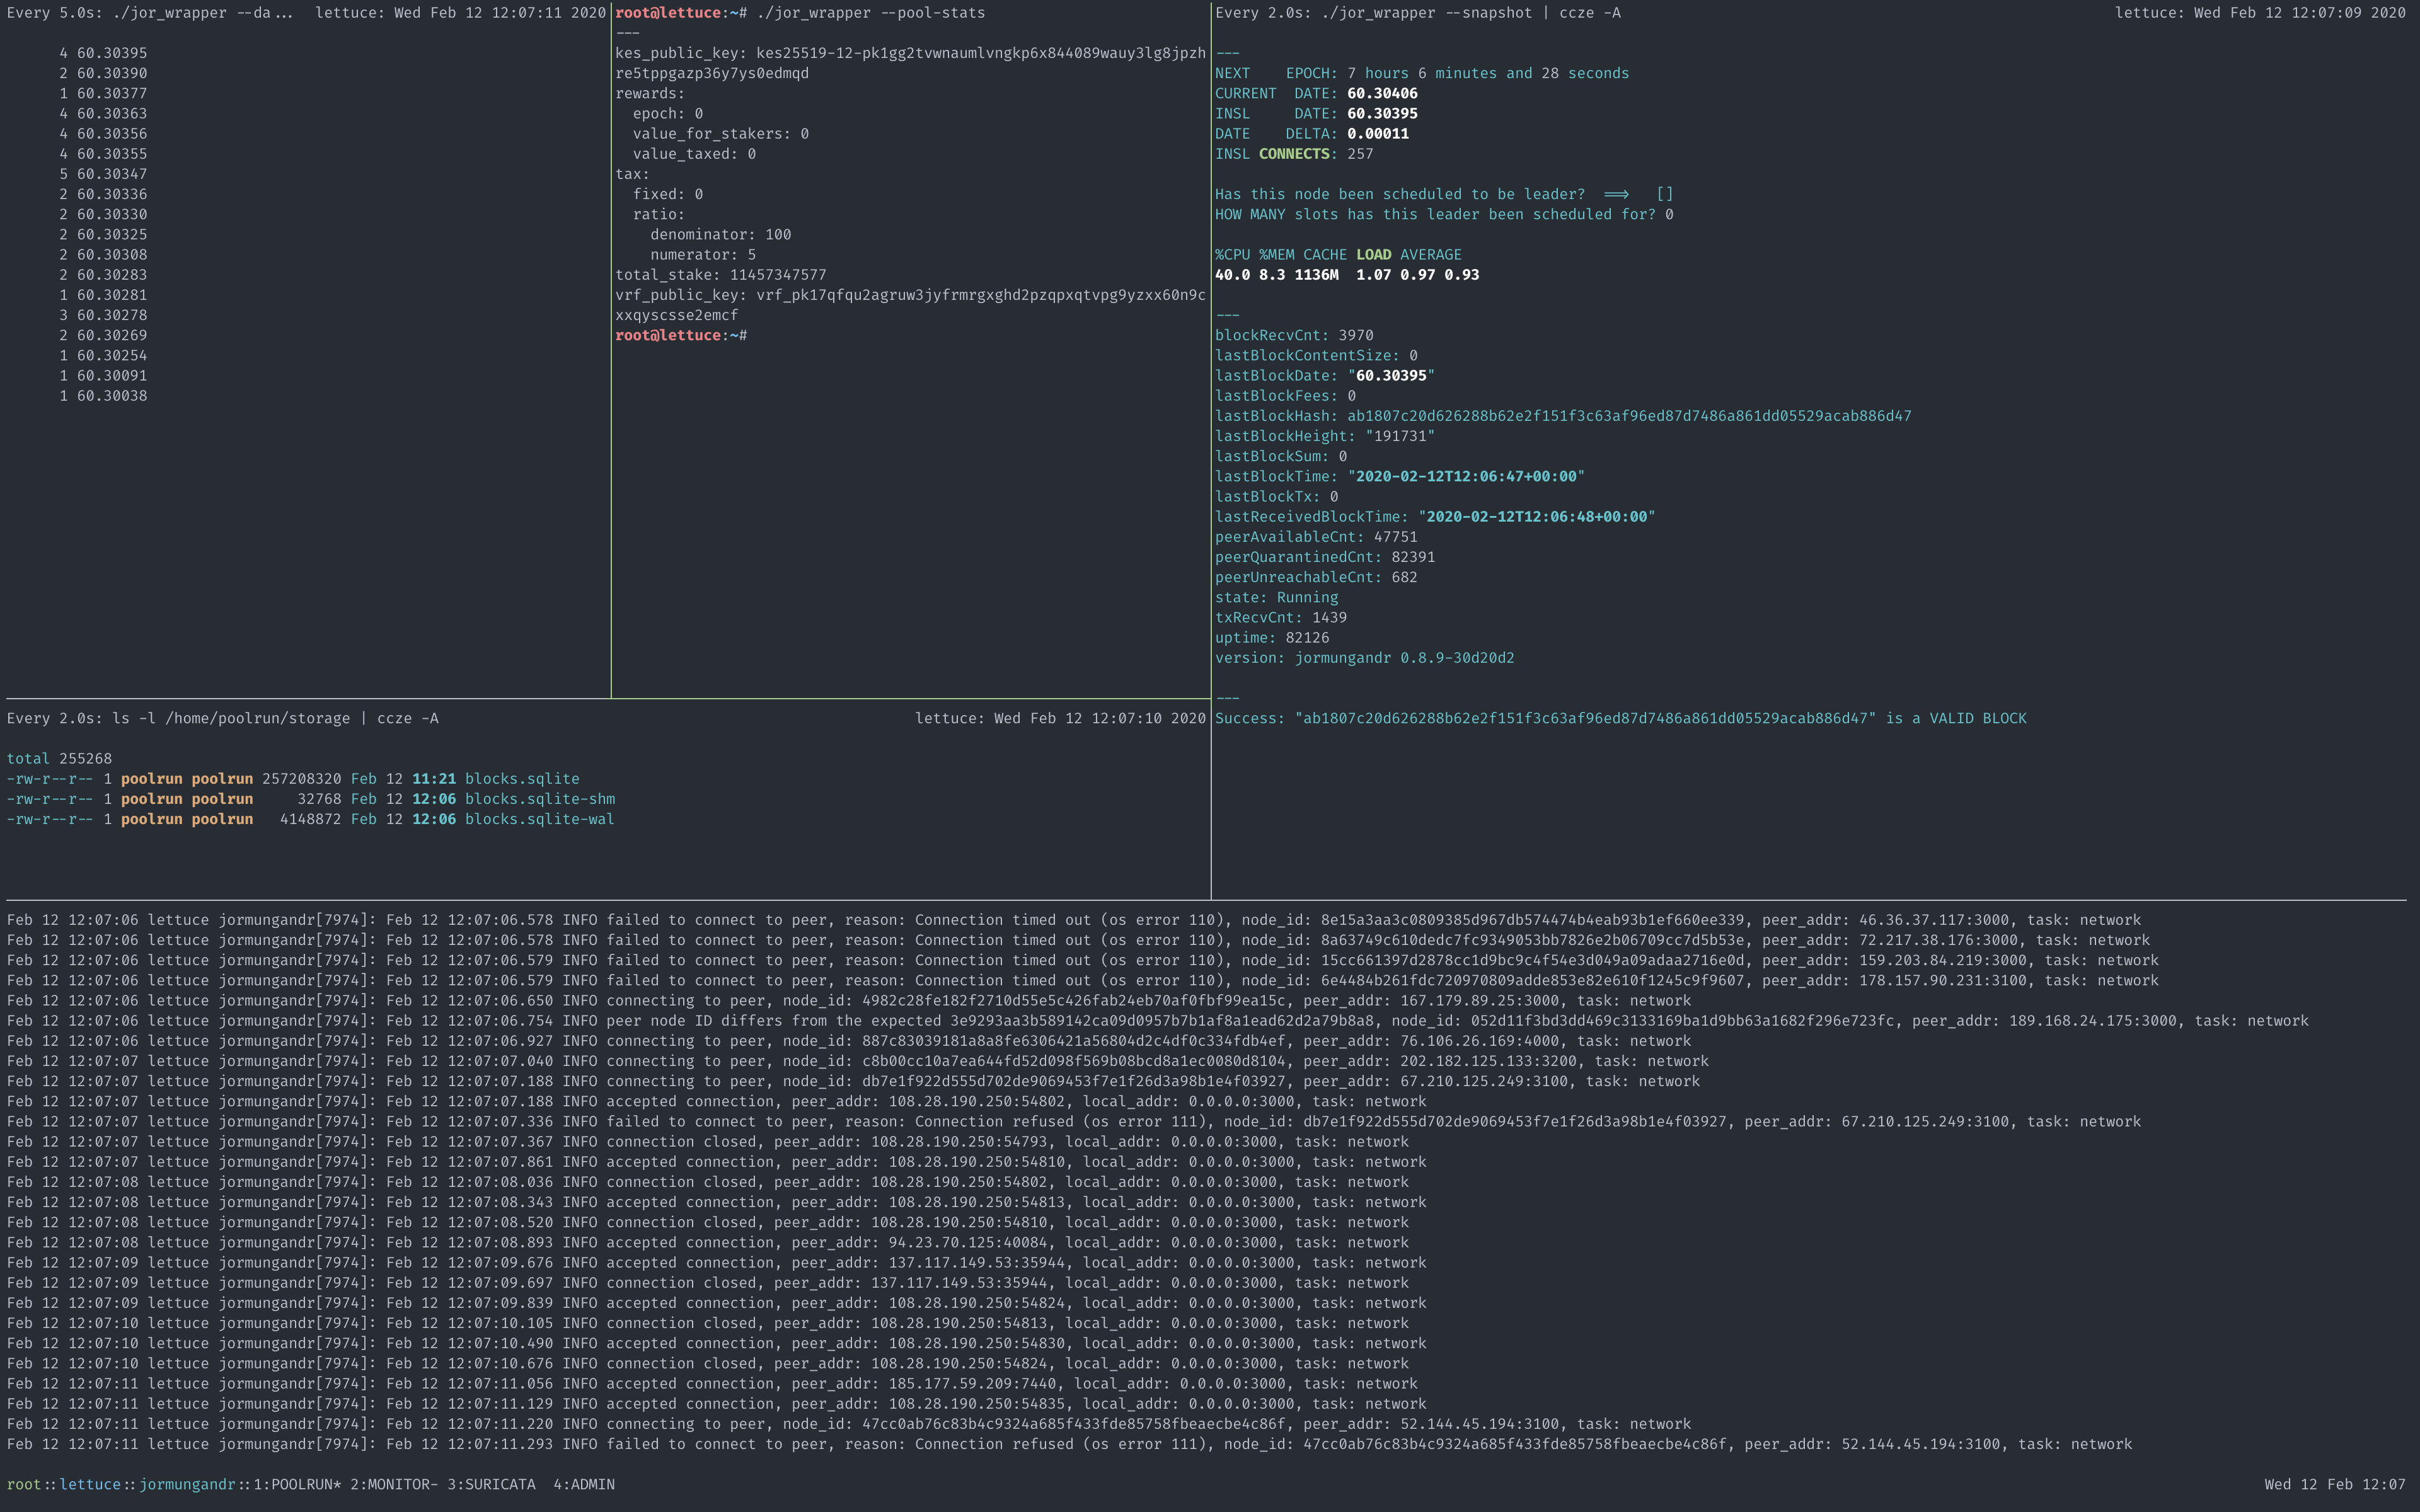 Every 5.0s: ./jor_wrapper --da...  lettuce: Wed Feb 12 12:07:11 2020
4 60.30395
2 60.30390
1 60.30377
4 60.30363
4 60.30356
4 60.30355
5 60.30347
2 60.30336
2 60.30330
2 60.30325
2 60.30308
2 60.30283
1 60.30281
3 60.30278
2 60.30269
1 60.30254
1 60.30091
1 60.30038
root@lettuce:~# ./jor_wrapper --pool-stats
---
kes_public_key: kes25519-12-pk1gg2tvwnaumlvngkp6x844089wauy3lg8jpzh
re5tppgazp36y7ys0edmqd
rewards:
  epoch: 0
  value_for_stakers: 0
  value_taxed: 0
tax:
  fixed: 0
  ratio:
    denominator: 100
    numerator: 5
total_stake: 11457347577
vrf_public_key: vrf_pk17qfqu2agruw3jyfrmrgxghd2pzqpxqtvpg9yzxx60n9c
xxqyscsse2emcf
root@lettuce:~#
Every 2.0s: ./jor_wrapper --snapshot | ccze -A  lettuce: Wed Feb 12 12:07:09 2020
---
NEXT    EPOCH: 7 hours 6 minutes and 28 seconds
CURRENT  DATE: 60.30406
INSL     DATE: 60.30395
DATE    DELTA: 0.00011
INSL CONNECTS: 257
Has this node been scheduled to be leader?  ==>   []
HOW MANY slots has this leader been scheduled for? 0
%CPU %MEM CACHE LOAD AVERAGE
40.0 8.3 1136M  1.07 0.97 0.93
---
blockRecvCnt: 3970
lastBlockContentSize: 0
lastBlockDate: "60.30395"
lastBlockFees: 0
lastBlockHash: ab1807c20d626288b62e2f151f3c63af96ed87d7486a861dd05529acab886d47
lastBlockHeight: "191731"
lastBlockSum: 0
lastBlockTime: "2020-02-12T12:06:47+00:00"
lastBlockTx: 0
lastReceivedBlockTime: "2020-02-12T12:06:48+00:00"
peerAvailableCnt: 47751
peerQuarantinedCnt: 82391
peerUnreachableCnt: 682
state: Running
txRecvCnt: 1439
uptime: 82126
version: jormungandr 0.8.9-30d20d2
---
Success: "ab1807c20d626288b62e2f151f3c63af96ed87d7486a861dd05529acab886d47" is a VALID BLOCK
Every 2.0s: ls -l /home/poolrun/storage | ccze -A  lettuce: Wed Feb 12 12:07:10 2020
total 255268
-rw-r--r-- 1 poolrun poolrun 257208320 Feb 12 11:21 blocks.sqlite
-rw-r--r-- 1 poolrun poolrun     32768 Feb 12 12:06 blocks.sqlite-shm
-rw-r--r-- 1 poolrun poolrun   4148872 Feb 12 12:06 blocks.sqlite-wal
Feb 12 12:07:06 lettuce jormungandr[7974]: Feb 12 12:07:06.578 INFO failed to connect to peer, reason: Connection timed out (os error 110), node_id: 8e15a3aa3c0809385d967db574474b4eab93b1ef660ee339, peer_addr: 46.36.37.117:3000, task: network
Feb 12 12:07:06 lettuce jormungandr[7974]: Feb 12 12:07:06.578 INFO failed to connect to peer, reason: Connection timed out (os error 110), node_id: 8a63749c610dedc7fc9349053bb7826e2b06709cc7d5b53e, peer_addr: 72.217.38.176:3000, task: network
Feb 12 12:07:06 lettuce jormungandr[7974]: Feb 12 12:07:06.579 INFO failed to connect to peer, reason: Connection timed out (os error 110), node_id: 15cc661397d2878cc1d9bc9c4f54e3d049a09adaa2716e0d, peer_addr: 159.203.84.219:3000, task: network
Feb 12 12:07:06 lettuce jormungandr[7974]: Feb 12 12:07:06.579 INFO failed to connect to peer, reason: Connection timed out (os error 110), node_id: 6e4484b261fdc720970809adde853e82e610f1245c9f9607, peer_addr: 178.157.90.231:3100, task: network
Feb 12 12:07:06 lettuce jormungandr[7974]: Feb 12 12:07:06.650 INFO connecting to peer, node_id: 4982c28fe182f2710d55e5c426fab24eb70af0fbf99ea15c, peer_addr: 167.179.89.25:3000, task: network
Feb 12 12:07:06 lettuce jormungandr[7974]: Feb 12 12:07:06.754 INFO peer node ID differs from the expected 3e9293aa3b589142ca09d0957b7b1af8a1ead62d2a79b8a8, node_id: 052d11f3bd3dd469c3133169ba1d9bb63a1682f296e723fc, peer_addr: 189.168.24.175:3000, task: network
Feb 12 12:07:06 lettuce jormungandr[7974]: Feb 12 12:07:06.927 INFO connecting to peer, node_id: 887c83039181a8a8fe6306421a56804d2c4df0c334fdb4ef, peer_addr: 76.106.26.169:4000, task: network
Feb 12 12:07:07 lettuce jormungandr[7974]: Feb 12 12:07:07.040 INFO connecting to peer, node_id: c8b00cc10a7ea644fd52d098f569b08bcd8a1ec0080d8104, peer_addr: 202.182.125.133:3200, task: network
Feb 12 12:07:07 lettuce jormungandr[7974]: Feb 12 12:07:07.188 INFO connecting to peer, node_id: db7e1f922d555d702de9069453f7e1f26d3a98b1e4f03927, peer_addr: 67.210.125.249:3100, task: network
Feb 12 12:07:07 lettuce jormungandr[7974]: Feb 12 12:07:07.188 INFO accepted connection, peer_addr: 108.28.190.250:54802, local_addr: 0.0.0.0:3000, task: network
Feb 12 12:07:07 lettuce jormungandr[7974]: Feb 12 12:07:07.336 INFO failed to connect to peer, reason: Connection refused (os error 111), node_id: db7e1f922d555d702de9069453f7e1f26d3a98b1e4f03927, peer_addr: 67.210.125.249:3100, task: network
Feb 12 12:07:07 lettuce jormungandr[7974]: Feb 12 12:07:07.367 INFO connection closed, peer_addr: 108.28.190.250:54793, local_addr: 0.0.0.0:3000, task: network
Feb 12 12:07:07 lettuce jormungandr[7974]: Feb 12 12:07:07.861 INFO accepted connection, peer_addr: 108.28.190.250:54810, local_addr: 0.0.0.0:3000, task: network
Feb 12 12:07:08 lettuce jormungandr[7974]: Feb 12 12:07:08.036 INFO connection closed, peer_addr: 108.28.190.250:54802, local_addr: 0.0.0.0:3000, task: network
Feb 12 12:07:08 lettuce jormungandr[7974]: Feb 12 12:07:08.343 INFO accepted connection, peer_addr: 108.28.190.250:54813, local_addr: 0.0.0.0:3000, task: network
Feb 12 12:07:08 lettuce jormungandr[7974]: Feb 12 12:07:08.520 INFO connection closed, peer_addr: 108.28.190.250:54810, local_addr: 0.0.0.0:3000, task: network
Feb 12 12:07:08 lettuce jormungandr[7974]: Feb 12 12:07:08.893 INFO accepted connection, peer_addr: 94.23.70.125:40084, local_addr: 0.0.0.0:3000, task: network
Feb 12 12:07:09 lettuce jormungandr[7974]: Feb 12 12:07:09.676 INFO accepted connection, peer_addr: 137.117.149.53:35944, local_addr: 0.0.0.0:3000, task: network
Feb 12 12:07:09 lettuce jormungandr[7974]: Feb 12 12:07:09.697 INFO connection closed, peer_addr: 137.117.149.53:35944, local_addr: 0.0.0.0:3000, task: network
Feb 12 12:07:09 lettuce jormungandr[7974]: Feb 12 12:07:09.839 INFO accepted connection, peer_addr: 108.28.190.250:54824, local_addr: 0.0.0.0:3000, task: network
Feb 12 12:07:10 lettuce jormungandr[7974]: Feb 12 12:07:10.105 INFO connection closed, peer_addr: 108.28.190.250:54813, local_addr: 0.0.0.0:3000, task: network
Feb 12 12:07:10 lettuce jormungandr[7974]: Feb 12 12:07:10.490 INFO accepted connection, peer_addr: 108.28.190.250:54830, local_addr: 0.0.0.0:3000, task: network
Feb 12 12:07:10 lettuce jormungandr[7974]: Feb 12 12:07:10.676 INFO connection closed, peer_addr: 108.28.190.250:54824, local_addr: 0.0.0.0:3000, task: network
Feb 12 12:07:11 lettuce jormungandr[7974]: Feb 12 12:07:11.056 INFO accepted connection, peer_addr: 185.177.59.209:7440, local_addr: 0.0.0.0:3000, task: network
Feb 12 12:07:11 lettuce jormungandr[7974]: Feb 12 12:07:11.129 INFO accepted connection, peer_addr: 108.28.190.250:54835, local_addr: 0.0.0.0:3000, task: network
Feb 12 12:07:11 lettuce jormungandr[7974]: Feb 12 12:07:11.220 INFO connecting to peer, node_id: 47cc0ab76c83b4c9324a685f433fde85758fbeaecbe4c86f, peer_addr: 52.144.45.194:3100, task: network
Feb 12 12:07:11 lettuce jormungandr[7974]: Feb 12 12:07:11.293 INFO failed to connect to peer, reason: Connection refused (os error 111), node_id: 47cc0ab76c83b4c9324a685f433fde85758fbeaecbe4c86f, peer_addr: 52.144.45.194:3100, task: network
root::lettuce::jormungandr::1:POOLRUN* 2:MONITOR- 3:SURICATA  4:ADMIN  Wed 12 Feb 12:07